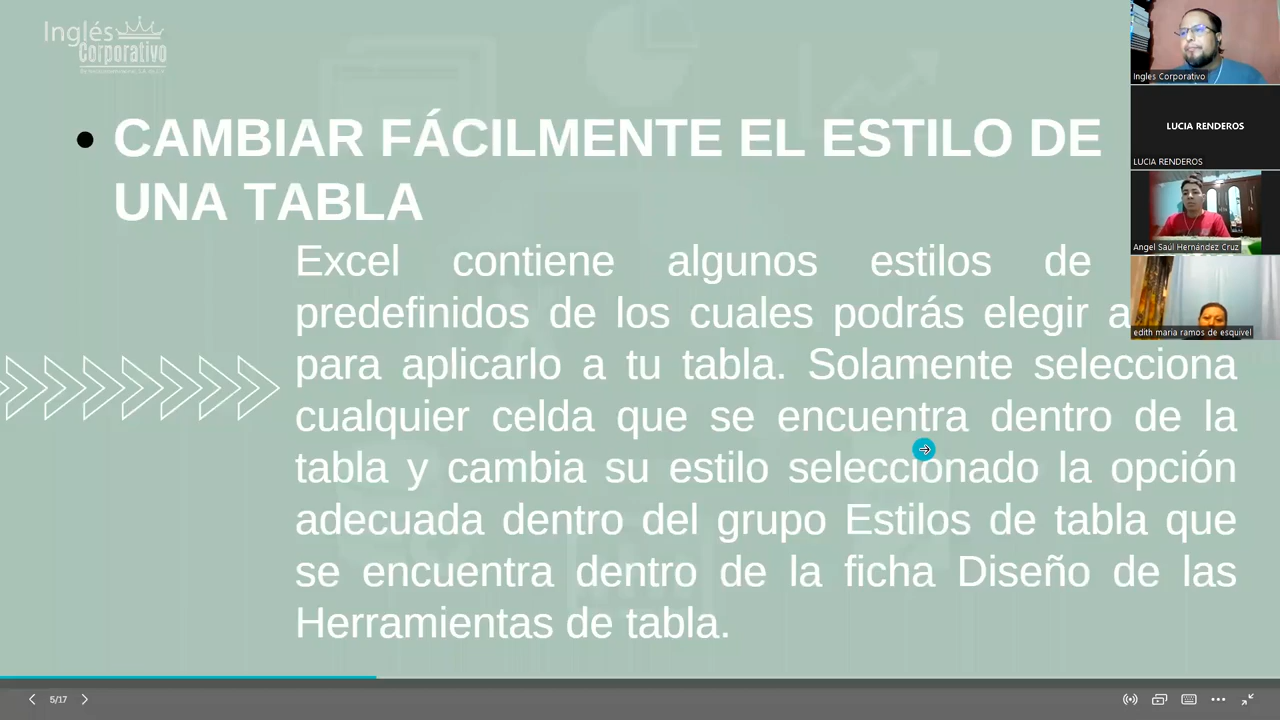 Inglés
Corporativo
• CAMBIAR FÁCILMENTE EL ESTILO DE
UNA TABLA
Excel contiene algunos estilos de
predefinidos de los cuales podrás elegir
para aplicarlo a tu tabla. Solamente selecciona
cualquier celda que se encuentra dentro de la
tabla y cambia su estilo seleccionado la opción
adecuada dentro del grupo Estilos de tabla que
se encuentra dentro de la ficha Diseño de las
Herramientas de tabla.
Ingles Corporativo
LUCIA RENDEROS
LUCIA RENDEROS
Angel Saúl Hernández Cruz
edith maria ramos de esquivel
5/17